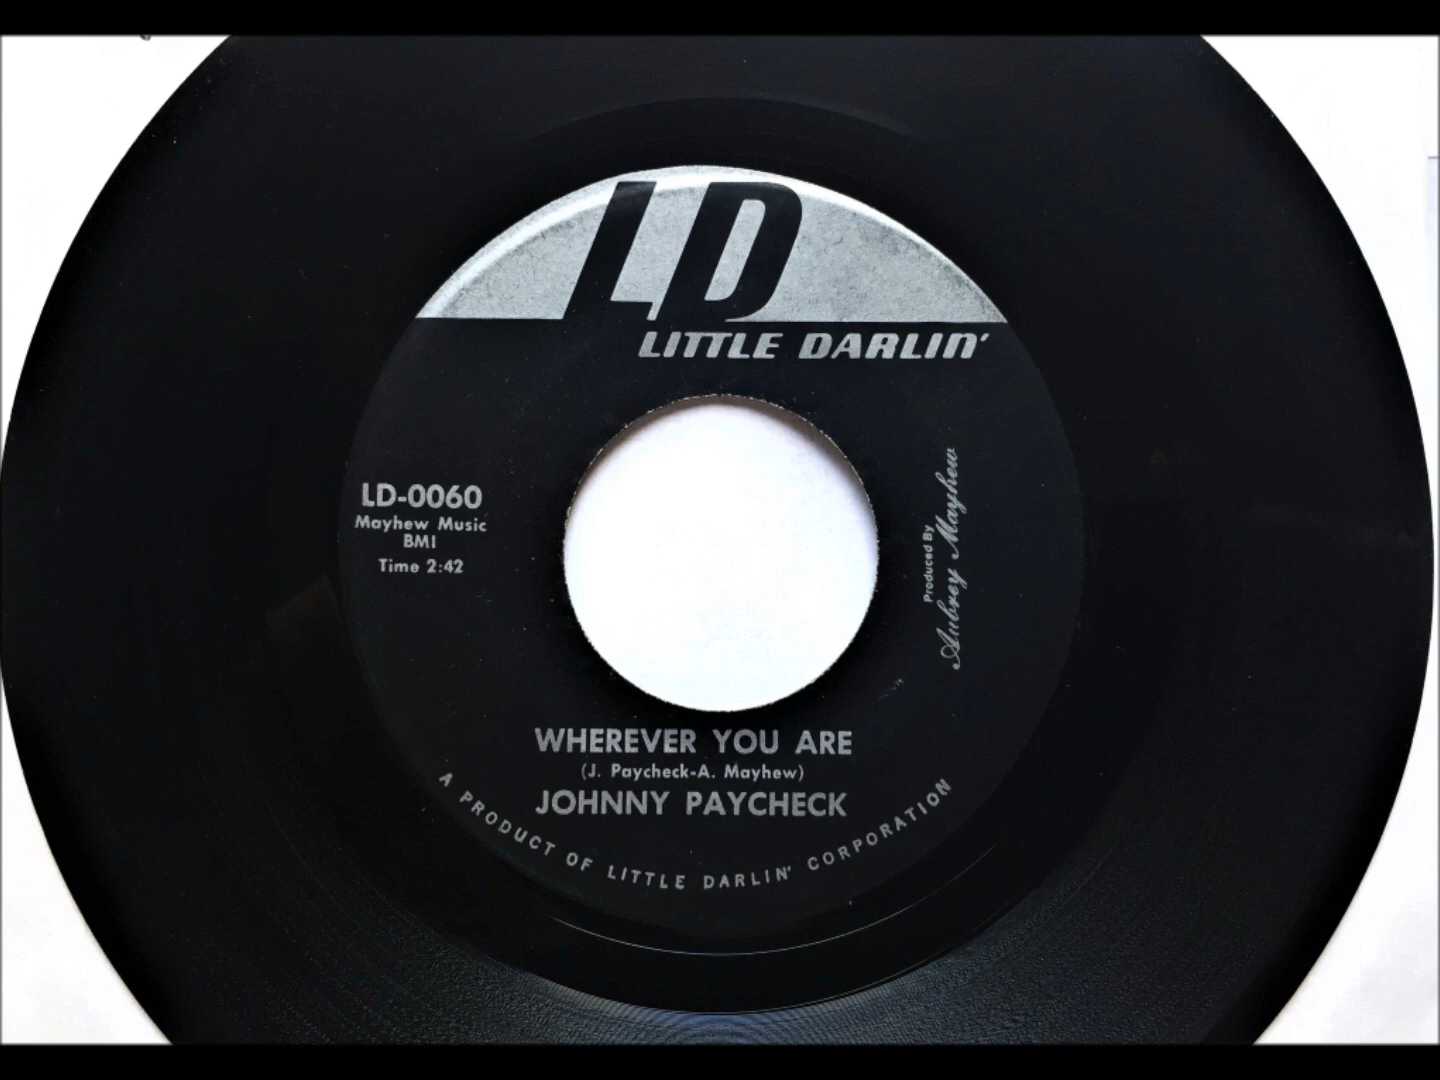 LD
LITTLE DARLIN'
LD-0060
Mayhew Music
BMI
Time 2:42
Produced By
Aubrey Mayhew
WHEREVER YOU ARE
(J. Paycheck-A. Mayhew)
JOHNNY PAYCHECK
A PRODUCT OF LITTLE DARLIN' CORPORATION